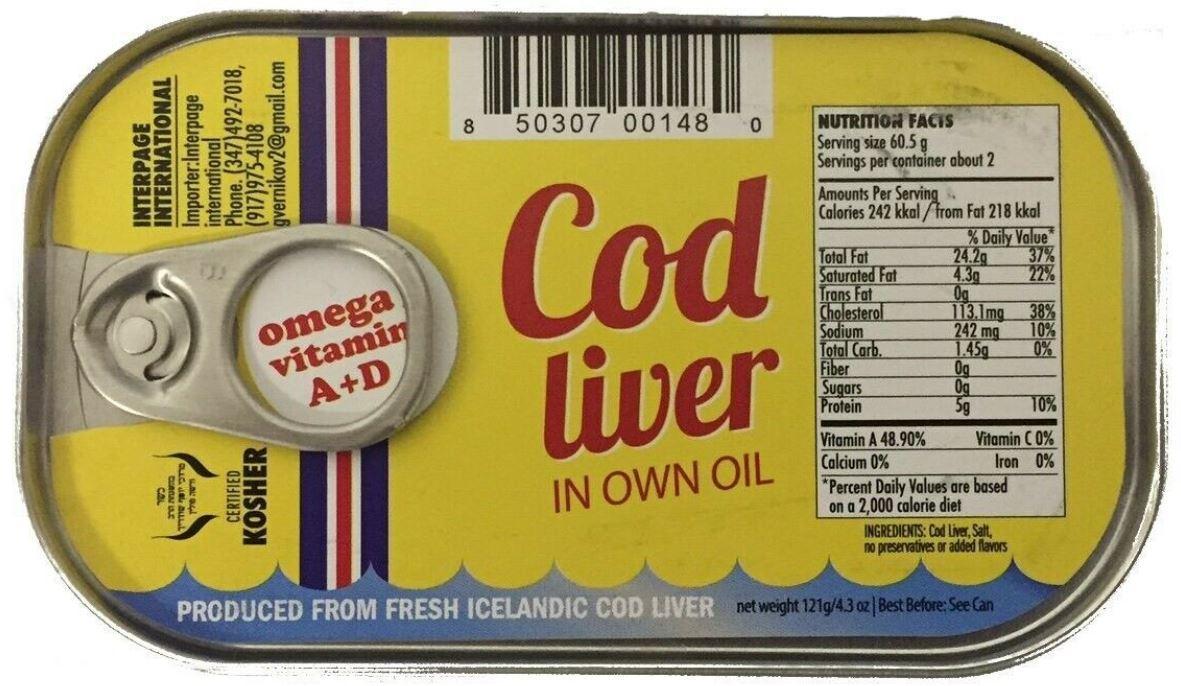 INTERPAGE
INTERNATIONAL
Importer:Interpage
international
Phone. (347)492-7018,
(917)975-4108
gvernikov2@gmail.com
omega
vitamin
A+D
CERTIFIED
KOSHER
8 50307 00148 0
Cod
liver
IN OWN OIL
NUTRITION FACTS
Serving size 60.5 g
Servings per container about 2
Amounts Per Serving
Calories 242 kkal / from Fat 218 kkal
% Daily Value*
Total Fat 24.2g 37%
Saturated Fat 4.3g 22%
Trans Fat 0g
Cholesterol 113.1mg 38%
Sodium 242 mg 10%
Total Carb. 1.45g 0%
Fiber 0g
Sugars 0g
Protein 5g 10%
Vitamin A 48.90% Vitamin C 0%
Calcium 0% Iron 0%
*Percent Daily Values are based
on a 2,000 calorie diet
INGREDIENTS: Cod Liver, Salt,
no preservatives or added flavors
PRODUCED FROM FRESH ICELANDIC COD LIVER
net weight 121g/4.3 oz | Best Before: See Can